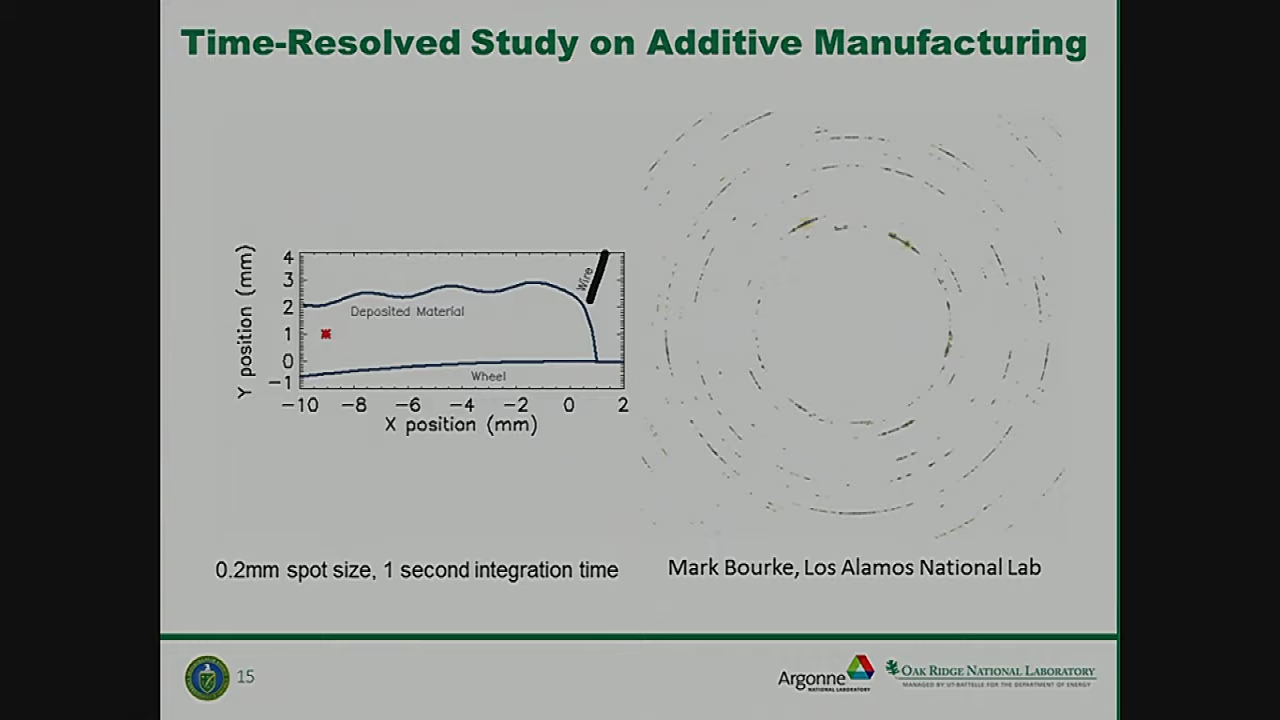 Time-Resolved Study on Additive Manufacturing
Y position (mm)
4
3
2
1
0
−1
Wire
Deposited Material
Wheel
−10 −8 −6 −4 −2 0 2
X position (mm)
0.2mm spot size, 1 second integration time
Mark Bourke, Los Alamos National Lab
15
Argonne
NATIONAL LABORATORY
OAK RIDGE NATIONAL LABORATORY
MANAGED BY UT-BATTELLE FOR THE DEPARTMENT OF ENERGY